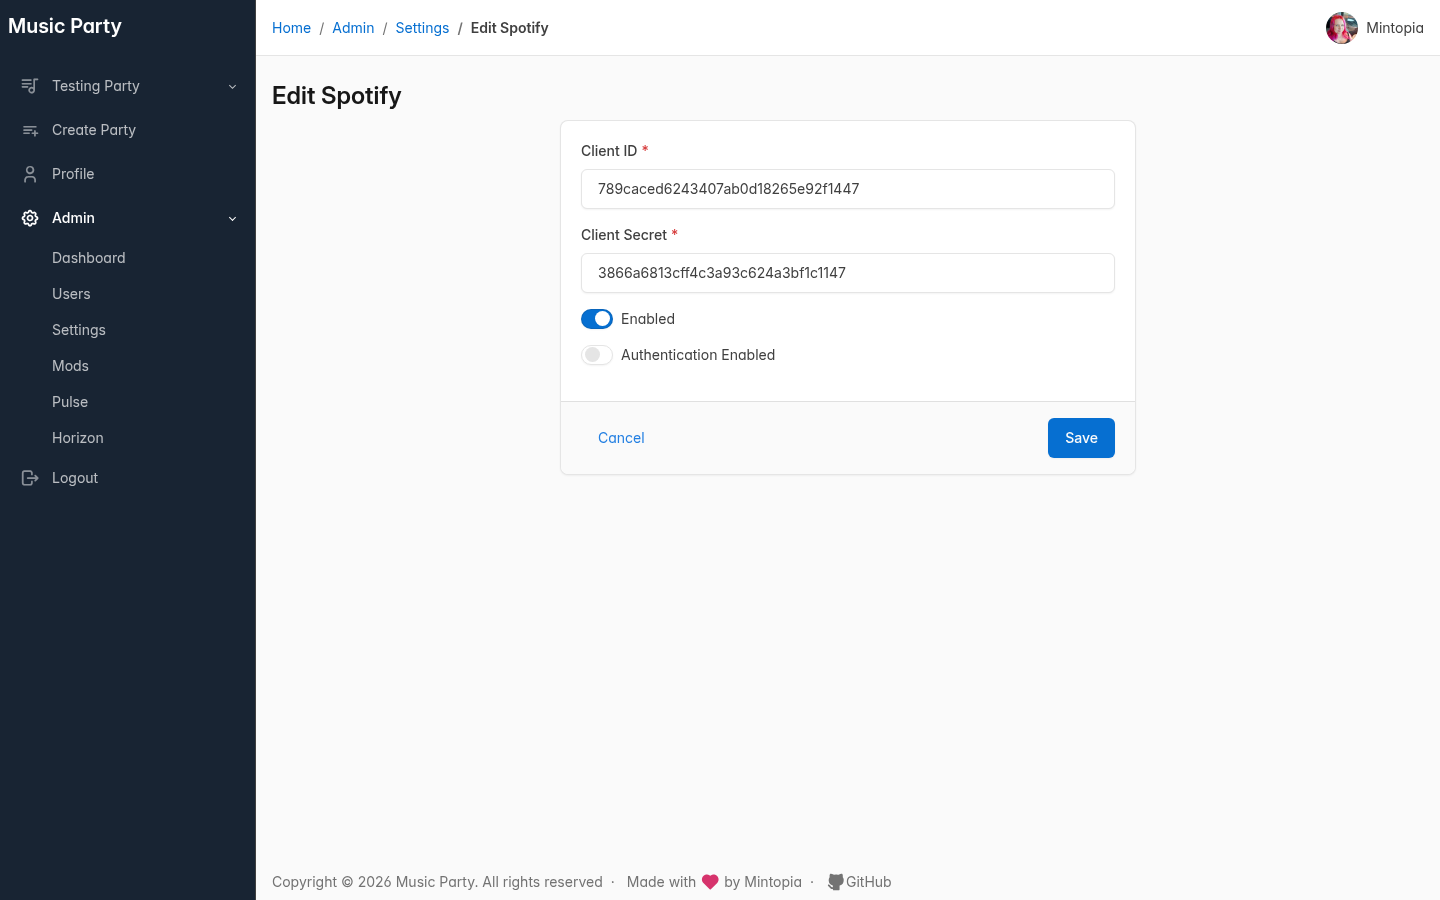 Music Party
Home / Admin / Settings / Edit Spotify
Mintopia
Testing Party
Create Party
Profile
Admin
Dashboard
Users
Settings
Mods
Pulse
Horizon
Logout
Edit Spotify
Client ID *
789caced6243407ab0d18265e92f1447
Client Secret *
3866a6813cff4c3a93c624a3bf1c1147
Enabled
Authentication Enabled
Cancel
Save
Copyright © 2026 Music Party. All rights reserved · Made with by Mintopia · GitHub